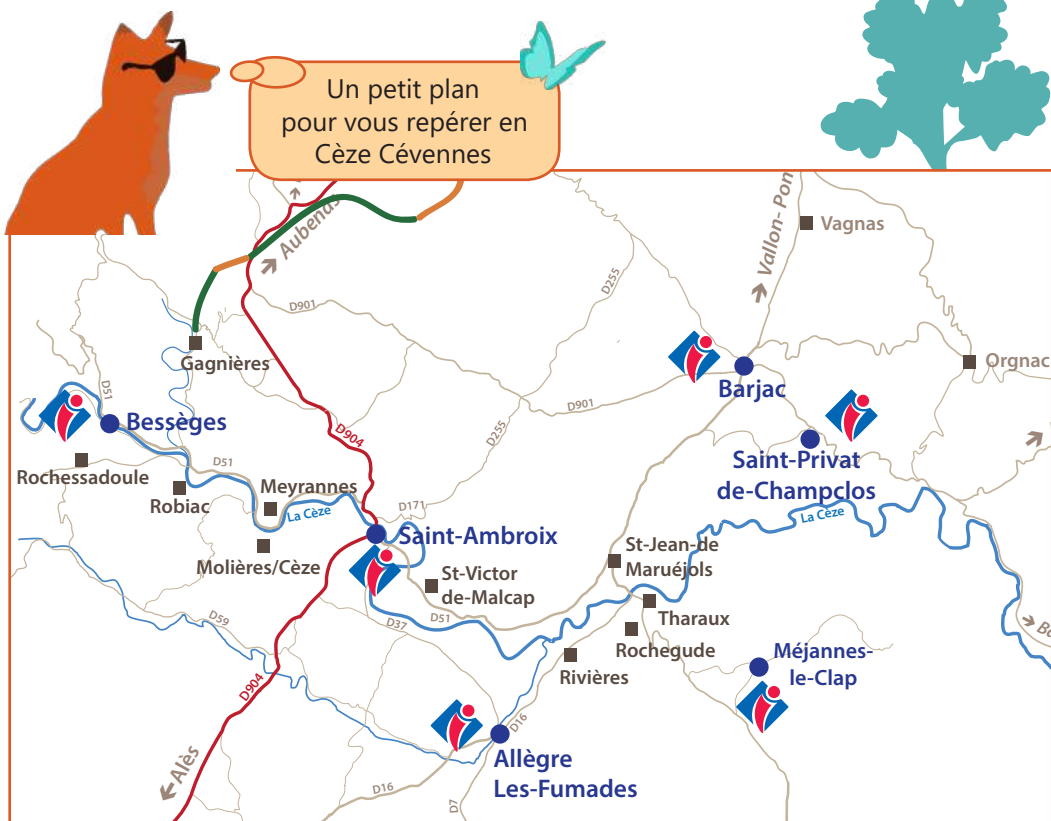 Un petit plan
pour vous repérer en
Cèze Cévennes
Aubenas
Vallon- Pon
Vagnas
D255
D901
Gagnières
Orgnac
Barjac
D51
D901
Bessèges
D904
D255
Saint-Privat
de-Champclos
Rochessadoule
D51
Meyrannes
Robiac
La Cèze
D171
La Cèze
Saint-Ambroix
Molières/Cèze
St-Jean-de
Maruéjols
St-Victor
de-Malcap
D59
D37
D51
Tharaux
Rochegude
Rivières
Méjannes-
le-Clap
D904
D16
Allègre
Les-Fumades
Alès
D16
D7